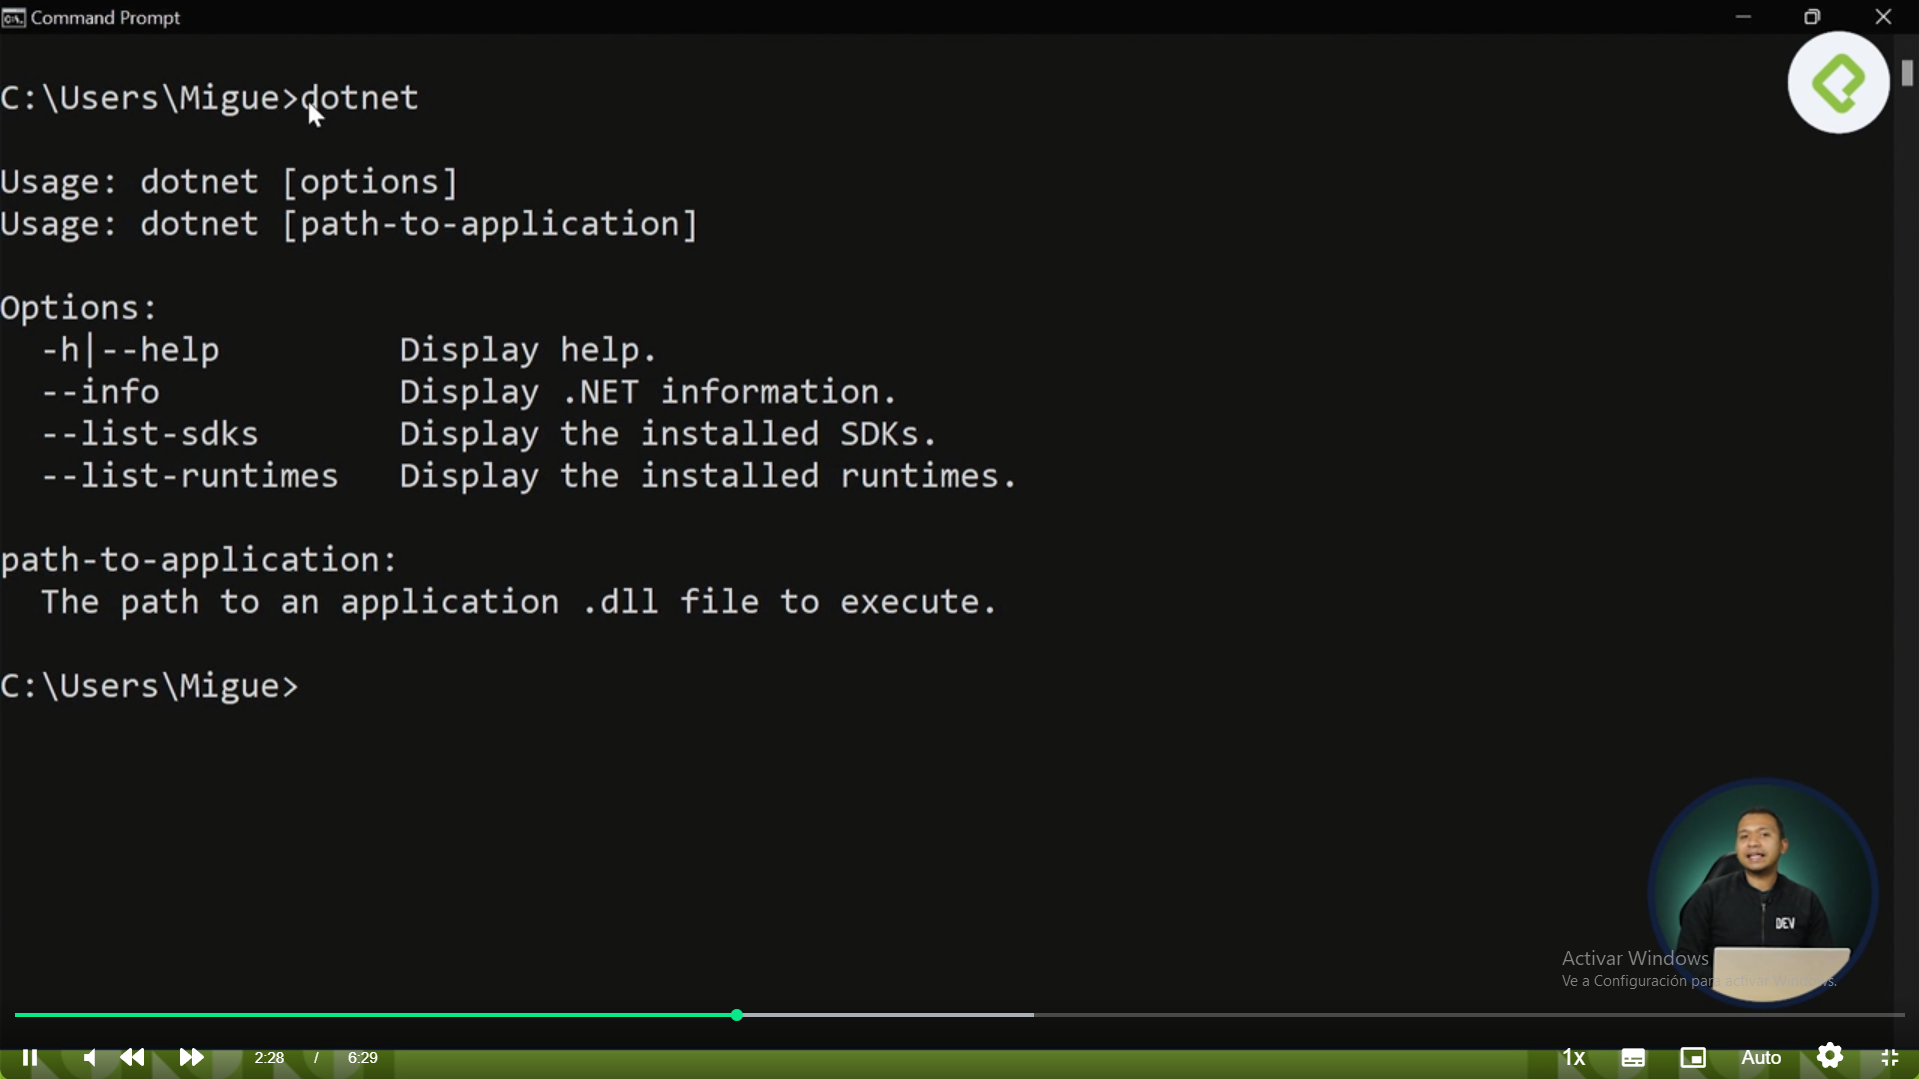 Command Prompt
C:\Users\Migue>dotnet
Usage: dotnet [options]
Usage: dotnet [path-to-application]
Options:
-h|--help Display help.
--info Display .NET information.
--list-sdks Display the installed SDKs.
--list-runtimes Display the installed runtimes.
path-to-application:
The path to an application .dll file to execute.
C:\Users\Migue>
DEV
Activar Windows
Ve a Configuración para activar Windows.
2:28 / 6:29 1x Auto